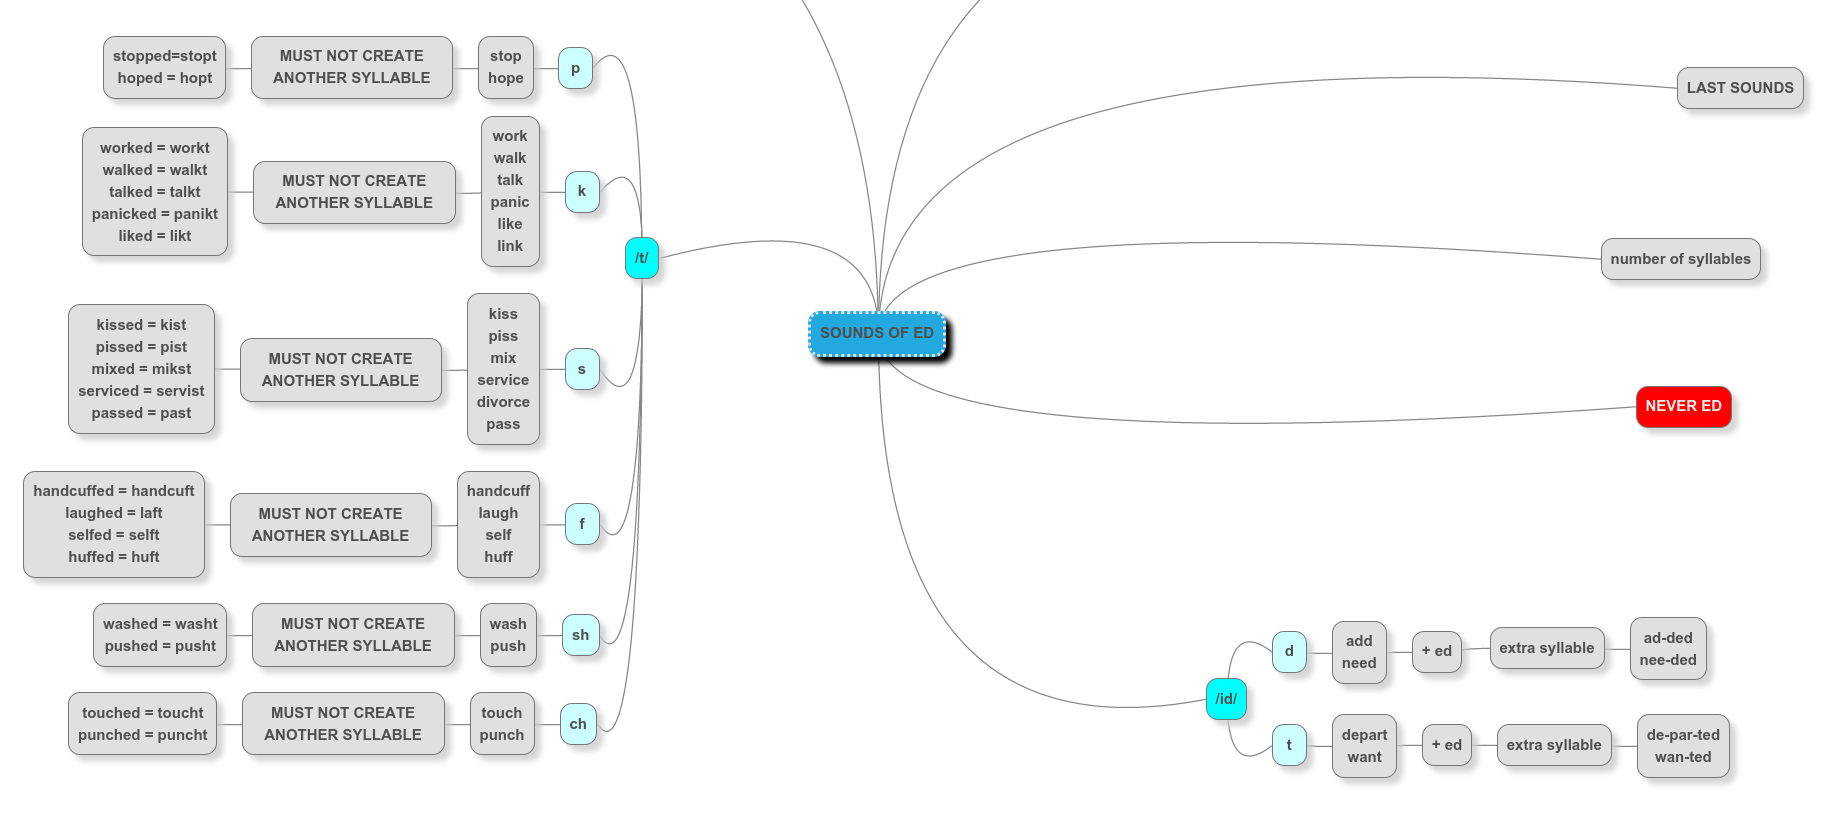 SOUNDS OF ED
/t/
p
stop
hope
MUST NOT CREATE
ANOTHER SYLLABLE
stopped=stopt
hoped = hopt
k
work
walk
talk
panic
like
link
MUST NOT CREATE
ANOTHER SYLLABLE
worked = workt
walked = walkt
talked = talkt
panicked = panikt
liked = likt
s
kiss
piss
mix
service
divorce
pass
MUST NOT CREATE
ANOTHER SYLLABLE
kissed = kist
pissed = pist
mixed = mikst
serviced = servist
passed = past
f
handcuff
laugh
self
huff
MUST NOT CREATE
ANOTHER SYLLABLE
handcuffed = handcuft
laughed = laft
selfed = selft
huffed = huft
sh
wash
push
MUST NOT CREATE
ANOTHER SYLLABLE
washed = washt
pushed = pusht
ch
touch
punch
MUST NOT CREATE
ANOTHER SYLLABLE
touched = toucht
punched = puncht
LAST SOUNDS
number of syllables
NEVER ED
/id/
d
add
need
+ ed
extra syllable
ad-ded
nee-ded
t
depart
want
+ ed
extra syllable
de-par-ted
wan-ted